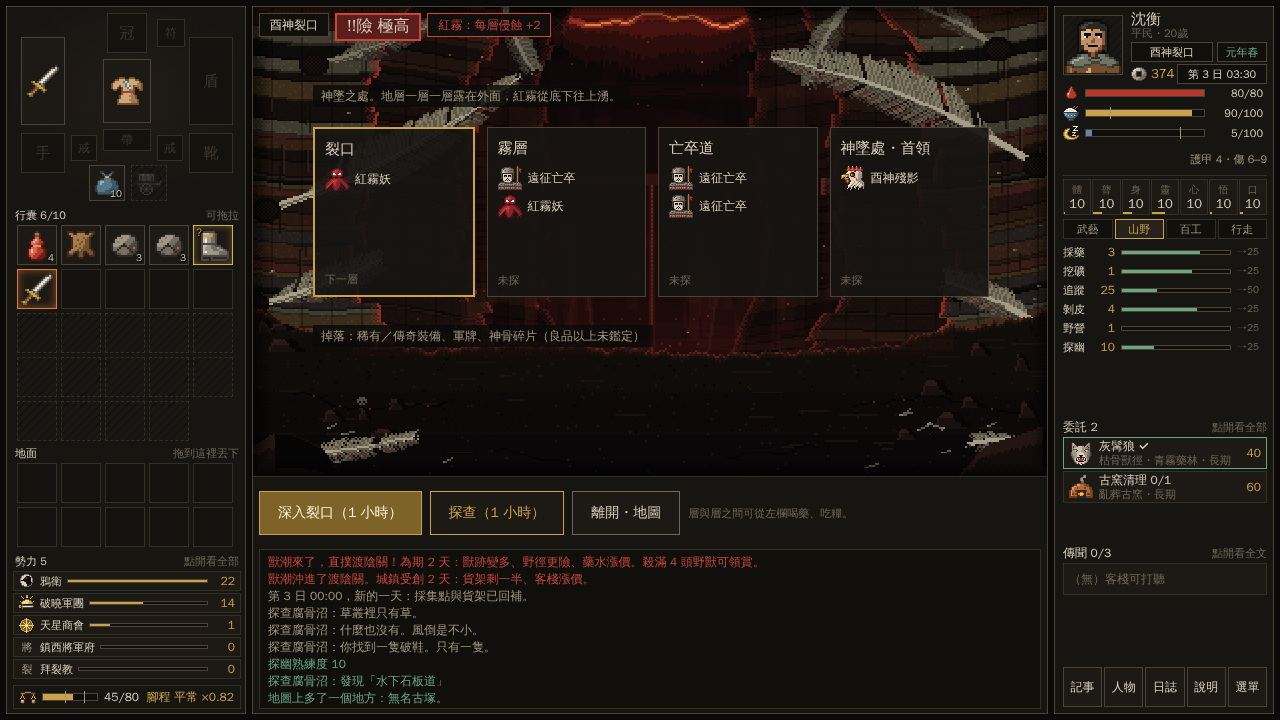 冠
符
盾
手
戒
帶
戒
靴
10
行囊 6/10
可拖拉
4
3
3
?
地面
拖到這裡丟下
勢力 5
點開看全部
鴉衛
22
破曉軍團
14
天星商會
1
將
鎮西將軍府
0
裂
拜裂教
0
45/80
腳程 平常 ×0.82
酉神裂口
!!險 極高
紅霧：每層侵蝕 +2
神墜之處。地層一層一層露在外面，紅霧從底下往上湧。
裂口
紅霧妖
下一層
霧層
遠征亡卒
紅霧妖
未探
亡卒道
遠征亡卒
遠征亡卒
未探
神墜處・首領
酉神殘影
未探
掉落：稀有／傳奇裝備、軍牌、神骨碎片（良品以上未鑑定）
深入裂口（1 小時）
探查（1 小時）
離開・地圖
層與層之間可從左欄喝藥、吃糧。
獸潮來了，直撲渡陰關！為期 2 天：獸跡變多、野徑更險、藥水漲價。殺滿 4 頭野獸可領賞。
獸潮沖進了渡陰關。城鎮受創 2 天：貨架剩一半、客棧漲價。
第 3 日 00:00，新的一天：採集點與貨架已回補。
探查腐骨沼：草叢裡只有草。
探查腐骨沼：什麼也沒有。風倒是不小。
探查腐骨沼：你找到一隻破鞋。只有一隻。
探幽熟練度 10
探查腐骨沼：發現「水下石板道」
地圖上多了一個地方：無名古塚。
沈衡
平民・20歲
酉神裂口
元年春
374
第 3 日 03:30
80/80
90/100
5/100
護甲 4・傷 6–9
體
臂
身
靈
心
悟
口
10
10
10
10
10
10
10
武藝
山野
百工
行走
採藥
3
→25
挖礦
1
→25
追蹤
25
→50
剝皮
4
→25
野營
1
→25
探幽
10
→25
委託 2
點開看全部
灰髯狼 ✓
枯骨獸徑・青霧藥林・長期
40
古窯清理 0/1
亂葬古窯・長期
60
傳聞 0/3
點開看全文
（無）客棧可打聽
記事
人物
日誌
說明
選單